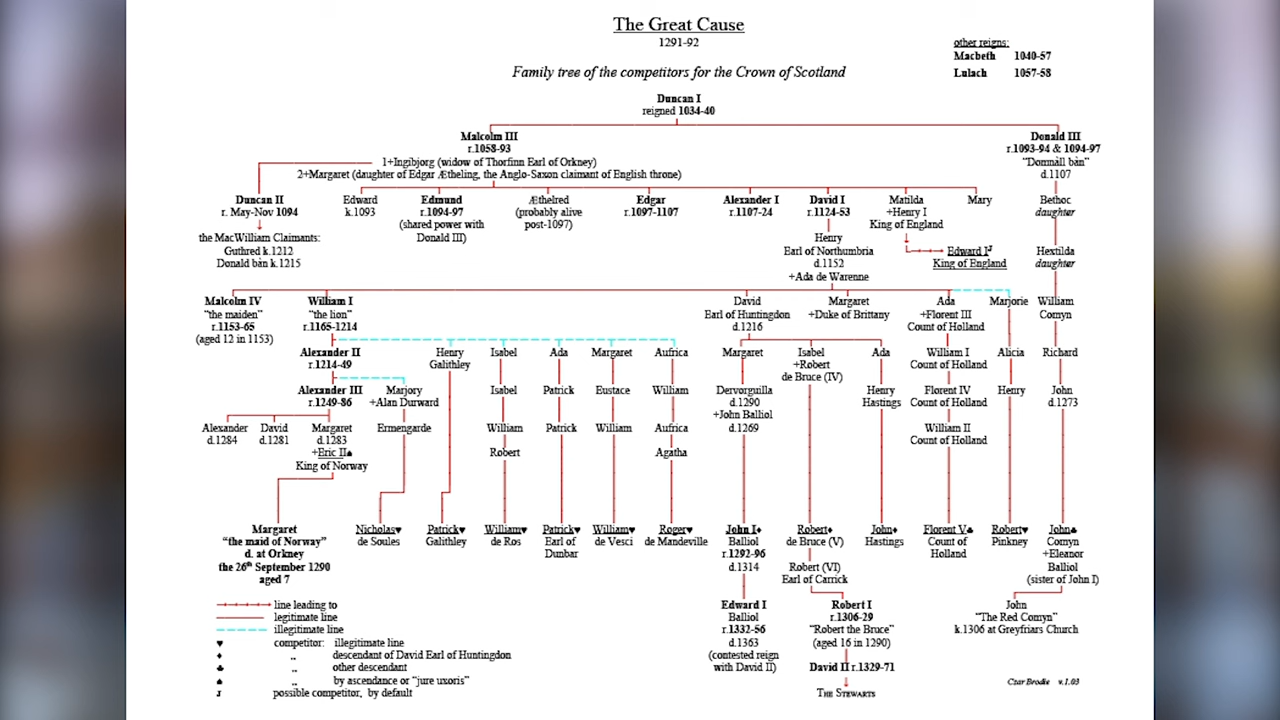 The Great Cause
1291-92
Family tree of the competitors for the Crown of Scotland
other reigns:
Macbeth 1040-57
Lulach 1057-58
Duncan I
reigned 1034-40
Malcolm III
r.1058-93
Donald III
r.1093-94 & 1094-97
"Domnàll bàn"
d.1107
1+Ingibjorg (widow of Thorfinn Earl of Orkney)
2+Margaret (daughter of Edgar Ætheling, the Anglo-Saxon claimant of English throne)
Duncan II
r. May-Nov 1094
the MacWilliam Claimants:
Guthred k.1212
Donald bàn k.1215
Edward
k.1093
Edmund
r.1094-97
(shared power with
Donald III)
Æthelred
(probably alive
post-1097)
Edgar
r.1097-1107
Alexander I
r.1107-24
David I
r.1124-53
Henry
Earl of Northumbria
d.1152
+Ada de Warenne
Matilda
+Henry I
King of England
Edward I
King of England
Mary
Bethoc
daughter
Hextilda
daughter
Malcolm IV
"the maiden"
r.1153-65
(aged 12 in 1153)
William I
"the lion"
r.1165-1214
David
Earl of Huntingdon
d.1216
Margaret
+Duke of Brittany
Ada
+Florent III
Count of Holland
Marjorie
William
Comyn
Alexander II
r.1214-49
Henry
Galithley
Isabel
Ada
Margaret
Aufrica
Margaret
Isabel
+Robert
de Bruce (IV)
Ada
William I
Count of Holland
Alicia
Richard
Alexander III
r.1249-86
Marjory
+Alan Durward
Isabel
Patrick
Eustace
William
Dervorguilla
d.1290
+John Balliol
d.1269
Henry
Hastings
Florent IV
Count of Holland
Henry
John
d.1273
Alexander
d.1284
David
d.1281
Margaret
d.1283
+Eric II♠
King of Norway
Ermengarde
William
Patrick
William
Aufrica
William II
Count of Holland
Robert
Agatha
Margaret
"the maid of Norway"
d. at Orkney
the 26th September 1290
aged 7
Nicholas♥
de Soules
Patrick♥
Galithley
William♥
de Ros
Patrick♥
Earl of
Dunbar
William♥
de Vesci
Roger♥
de Mandeville
John I♦
Balliol
r.1292-96
d.1314
Robert♦
de Bruce (V)
Robert (VI)
Earl of Carrick
John♦
Hastings
Florent V♣
Count of
Holland
Robert♥
Pinkney
John♣
Comyn
+Eleanor
Balliol
(sister of John I)
Edward I
Balliol
r.1332-56
d.1363
(contested reign
with David II)
Robert I
r.1306-29
"Robert the Bruce"
(aged 16 in 1290)
David II r.1329-71
The Stewarts
John
"The Red Comyn"
k.1306 at Greyfriars Church
line leading to
legitimate line
illegitimate line
♥ competitor: illegitimate line
♦ ,, descendant of David Earl of Huntingdon
♣ ,, other descendant
♠ ,, by ascendance or "jure uxoris"
J possible competitor, by default
Czar Brodie v.1.03